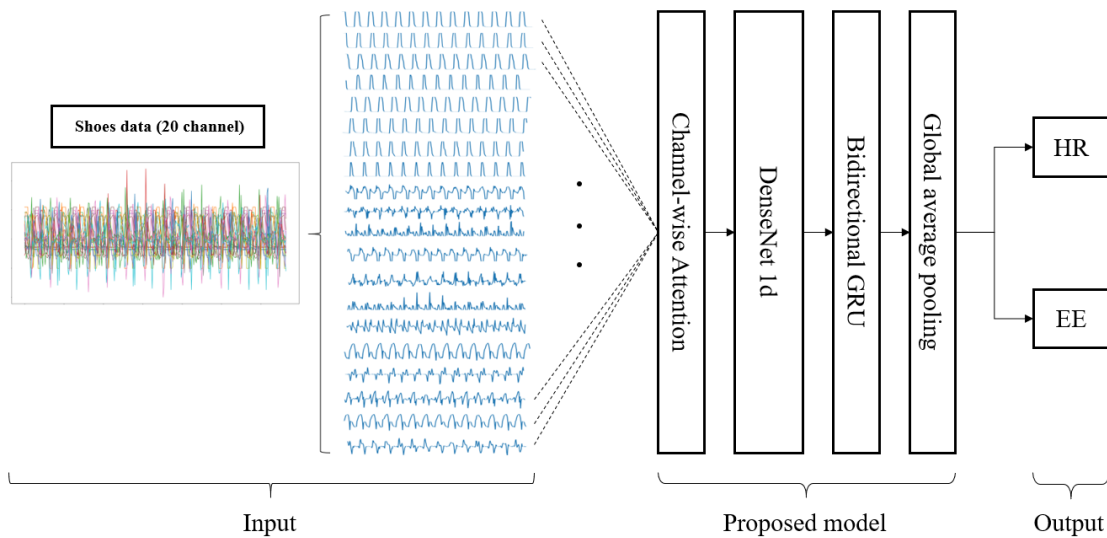 Shoes data (20 channel)
Channel-wise Attention
DenseNet 1d
Bidirectional GRU
Global average pooling
HR
EE
Input
Proposed model
Output